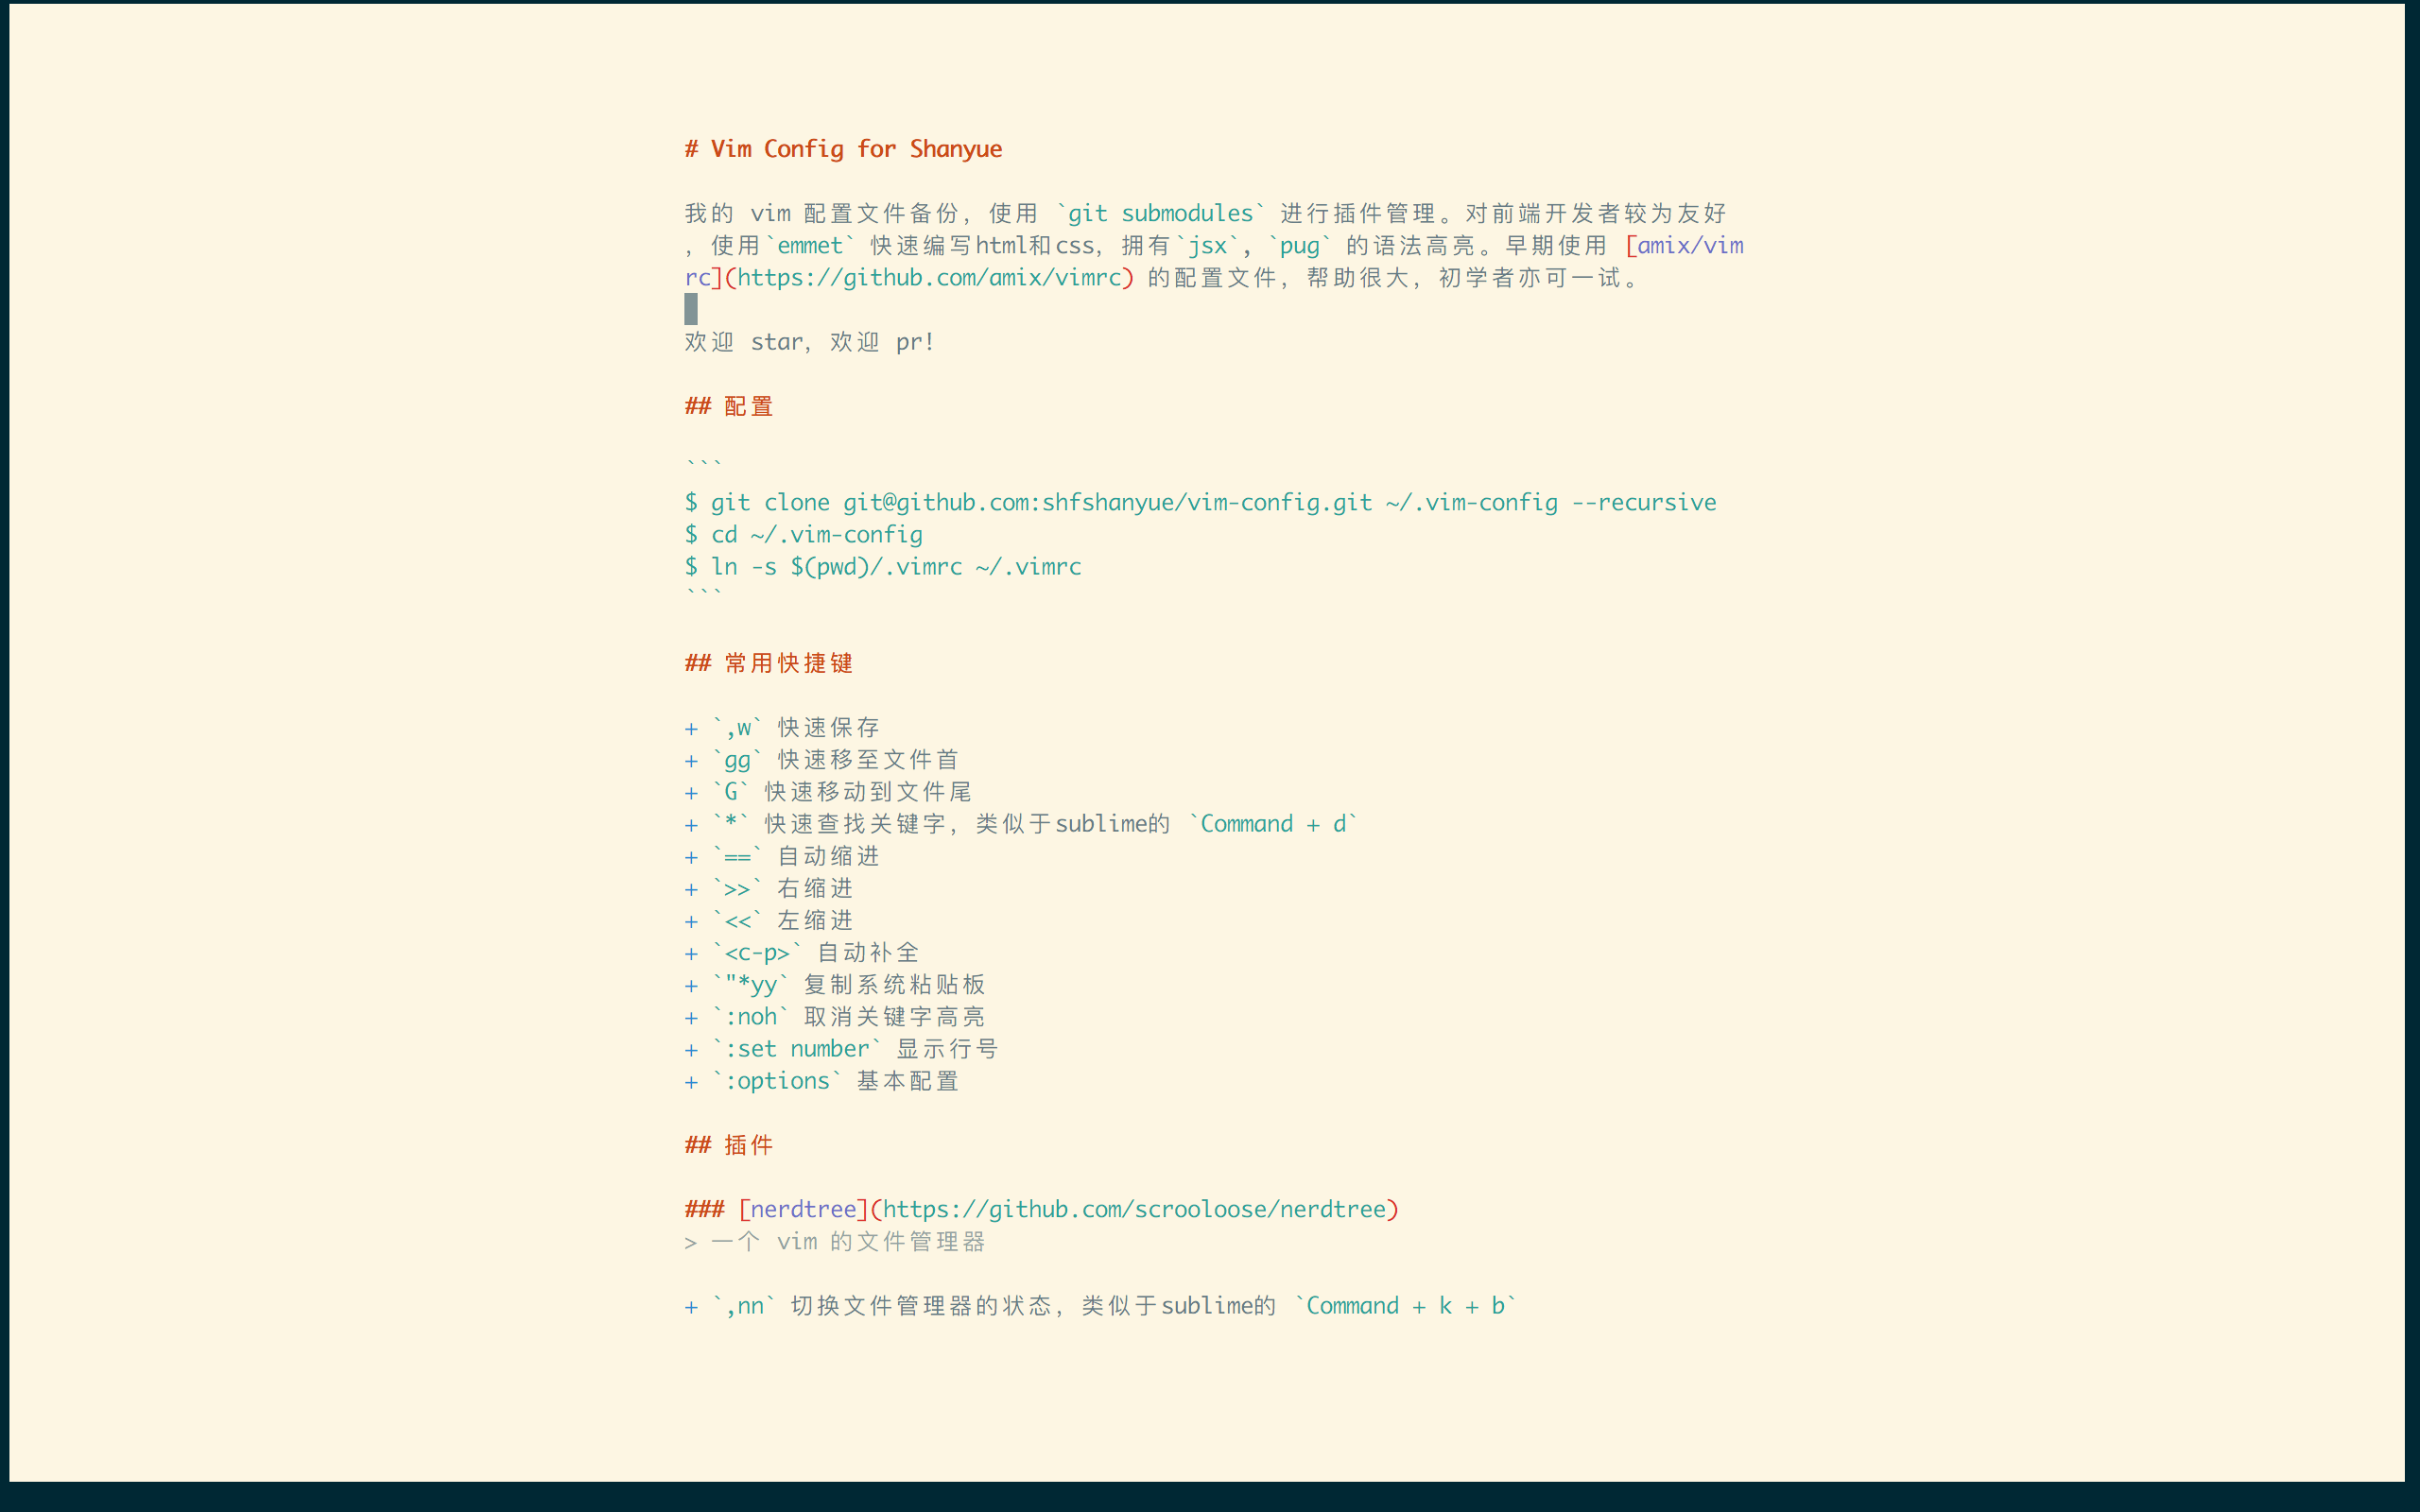 # Vim Config for Shanyue
我的 vim 配置文件备份，使用 `git submodules` 进行插件管理。对前端开发者较为友好
，使用`emmet` 快速编写html和css，拥有`jsx`, `pug` 的语法高亮。早期使用 [amix/vim
rc](https://github.com/amix/vimrc) 的配置文件，帮助很大，初学者亦可一试。
欢迎 star，欢迎 pr!
## 配置
```
$ git clone git@github.com:shfshanyue/vim-config.git ~/.vim-config --recursive
$ cd ~/.vim-config
$ ln -s $(pwd)/.vimrc ~/.vimrc
```
## 常用快捷键
+ `,w` 快速保存
+ `gg` 快速移至文件首
+ `G` 快速移动到文件尾
+ `*` 快速查找关键字，类似于sublime的 `Command + d`
+ `==` 自动缩进
+ `>>` 右缩进
+ `<<` 左缩进
+ `<c-p>` 自动补全
+ `"*yy` 复制系统粘贴板
+ `:noh` 取消关键字高亮
+ `:set number` 显示行号
+ `:options` 基本配置
## 插件
### [nerdtree](https://github.com/scrooloose/nerdtree)
> 一个 vim 的文件管理器
+ `,nn` 切换文件管理器的状态，类似于sublime的 `Command + k + b`